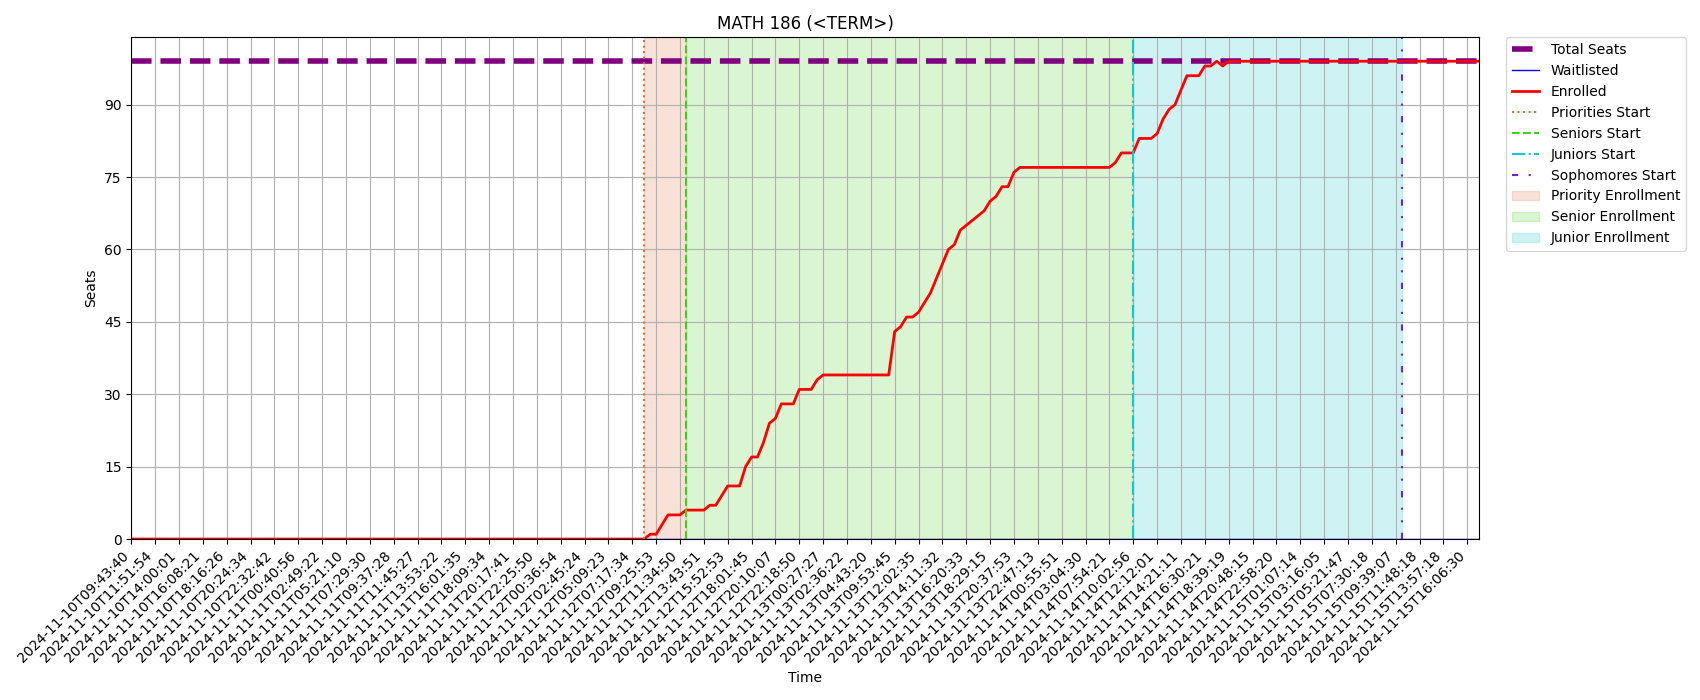 MATH 186 (<TERM>)
Total Seats
Waitlisted
Enrolled
Priorities Start
Seniors Start
Juniors Start
Sophomores Start
Priority Enrollment
Senior Enrollment
Junior Enrollment
Seats
90
75
60
45
30
15
0
2024-11-10T09:43:40
2024-11-10T11:51:54
2024-11-10T14:00:01
2024-11-10T16:08:21
2024-11-10T18:16:26
2024-11-10T20:24:34
2024-11-10T22:32:42
2024-11-11T00:40:56
2024-11-11T02:49:22
2024-11-11T05:21:10
2024-11-11T07:29:30
2024-11-11T09:37:28
2024-11-11T11:45:27
2024-11-11T13:53:22
2024-11-11T16:01:35
2024-11-11T18:09:34
2024-11-11T20:17:41
2024-11-11T22:25:50
2024-11-12T00:36:54
2024-11-12T02:45:24
2024-11-12T05:09:23
2024-11-12T07:17:34
2024-11-12T09:25:53
2024-11-12T11:34:50
2024-11-12T13:43:51
2024-11-12T15:52:53
2024-11-12T18:01:45
2024-11-12T20:10:07
2024-11-12T22:18:50
2024-11-13T00:27:27
2024-11-13T02:36:22
2024-11-13T04:43:20
2024-11-13T09:53:45
2024-11-13T12:02:35
2024-11-13T14:11:32
2024-11-13T16:20:33
2024-11-13T18:29:15
2024-11-13T20:37:53
2024-11-13T22:47:13
2024-11-14T00:55:51
2024-11-14T03:04:30
2024-11-14T07:54:21
2024-11-14T10:02:56
2024-11-14T12:12:01
2024-11-14T14:21:11
2024-11-14T16:30:21
2024-11-14T18:39:19
2024-11-14T20:48:15
2024-11-14T22:58:20
2024-11-15T01:07:14
2024-11-15T03:16:05
2024-11-15T05:21:47
2024-11-15T07:30:18
2024-11-15T09:39:07
2024-11-15T11:48:18
2024-11-15T13:57:18
2024-11-15T16:06:30
Time